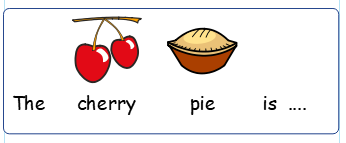 The cherry pie is ....